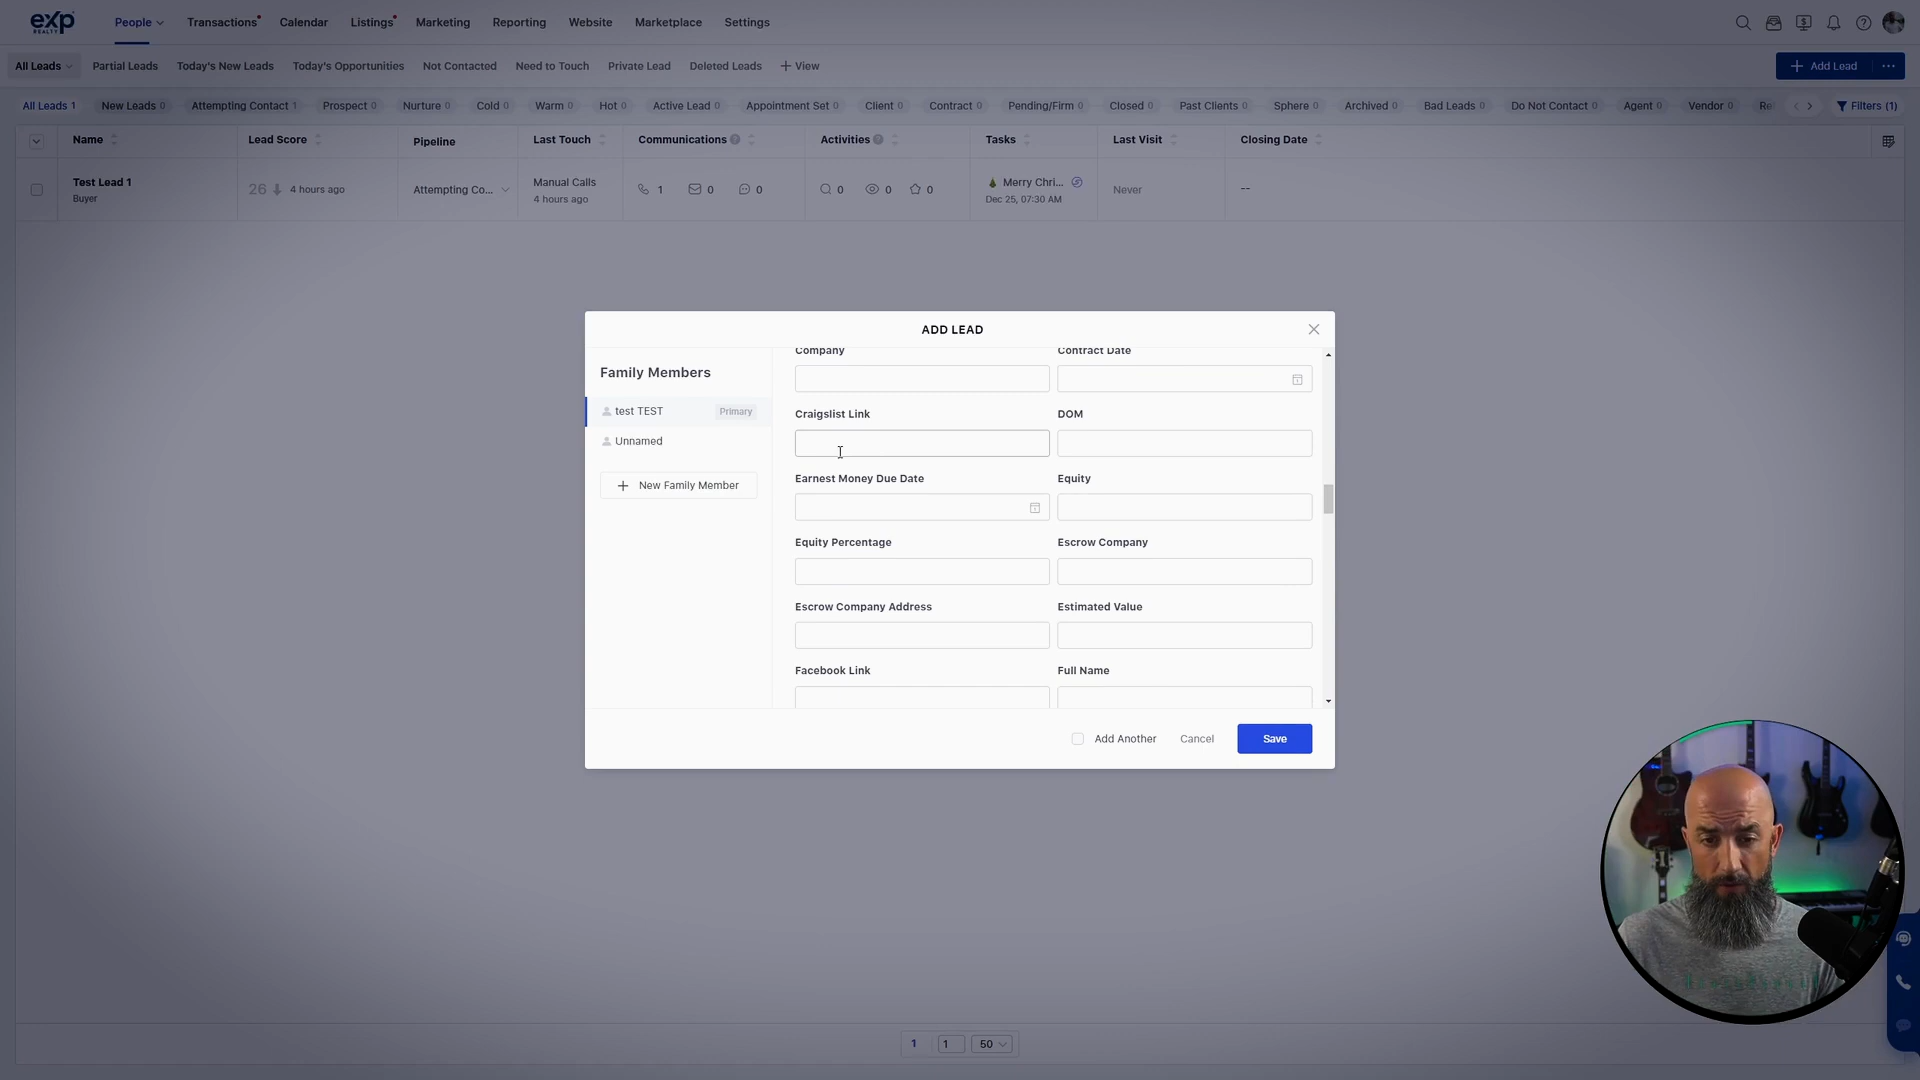 eXp
REALTY
People
Transactions
Calendar
Listings
Marketing
Reporting
Website
Marketplace
Settings
All Leads
Partial Leads
Today's New Leads
Today's Opportunities
Not Contacted
Need to Touch
Private Lead
Deleted Leads
+ View
+ Add Lead
All Leads 1
New Leads 0
Attempting Contact 1
Prospect 0
Nurture 0
Cold 0
Warm 0
Hot 0
Active Lead 0
Appointment Set 0
Client 0
Contract 0
Pending/Firm 0
Closed 0
Past Clients 0
Sphere 0
Archived 0
Bad Leads 0
Do Not Contact 0
Agent 0
Vendor 0
Re
Filters (1)
Name
Lead Score
Pipeline
Last Touch
Communications
Activities
Tasks
Last Visit
Closing Date
Test Lead 1
Buyer
26
4 hours ago
Attempting Co...
Manual Calls
4 hours ago
1
0
0
0
0
0
Merry Chri...
Dec 25, 07:30 AM
Never
--
ADD LEAD
Family Members
test TEST
Primary
Unnamed
+ New Family Member
Company
Contract Date
Craigslist Link
DOM
Earnest Money Due Date
Equity
Equity Percentage
Escrow Company
Escrow Company Address
Estimated Value
Facebook Link
Full Name
Add Another
Cancel
Save
1
1
50